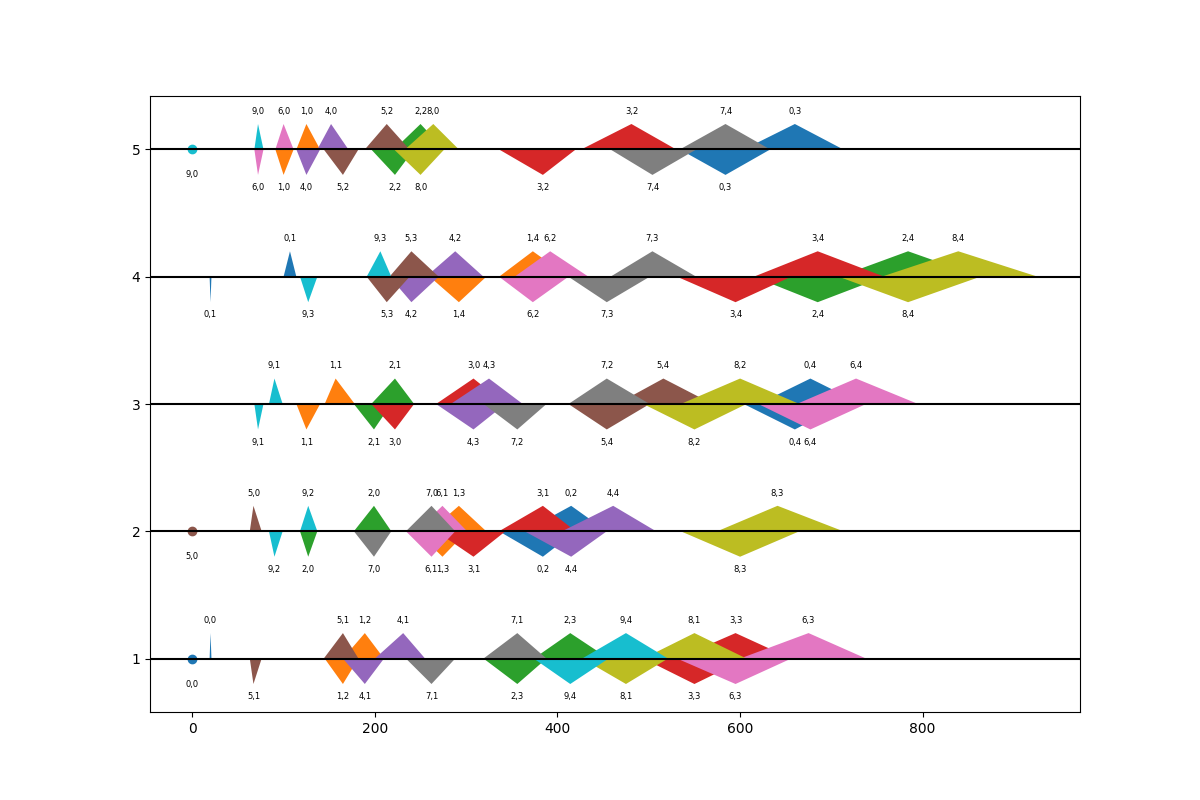 9,0 6,0 1,0 4,0 5,2 2,2 8,0 3,2 7,4 0,3
5
9,0 6,0 1,0 4,0 5,2 2,2 8,0 3,2 7,4 0,3
0,1 9,3 5,3 4,2 1,4 6,2 7,3 3,4 2,4 8,4
4
0,1 9,3 5,3 4,2 1,4 6,2 7,3 3,4 2,4 8,4
9,1 1,1 2,1 3,0 4,3 7,2 5,4 8,2 0,4 6,4
3
9,1 1,1 2,1 3,0 4,3 7,2 5,4 8,2 0,4 6,4
5,0 9,2 2,0 7,0 6,1 1,3 3,1 0,2 4,4 8,3
2
5,0 9,2 2,0 7,0 6,1 1,3 3,1 0,2 4,4 8,3
0,0 5,1 1,2 4,1 7,1 2,3 9,4 8,1 3,3 6,3
1
0,0 5,1 1,2 4,1 7,1 2,3 9,4 8,1 3,3 6,3
0 200 400 600 800